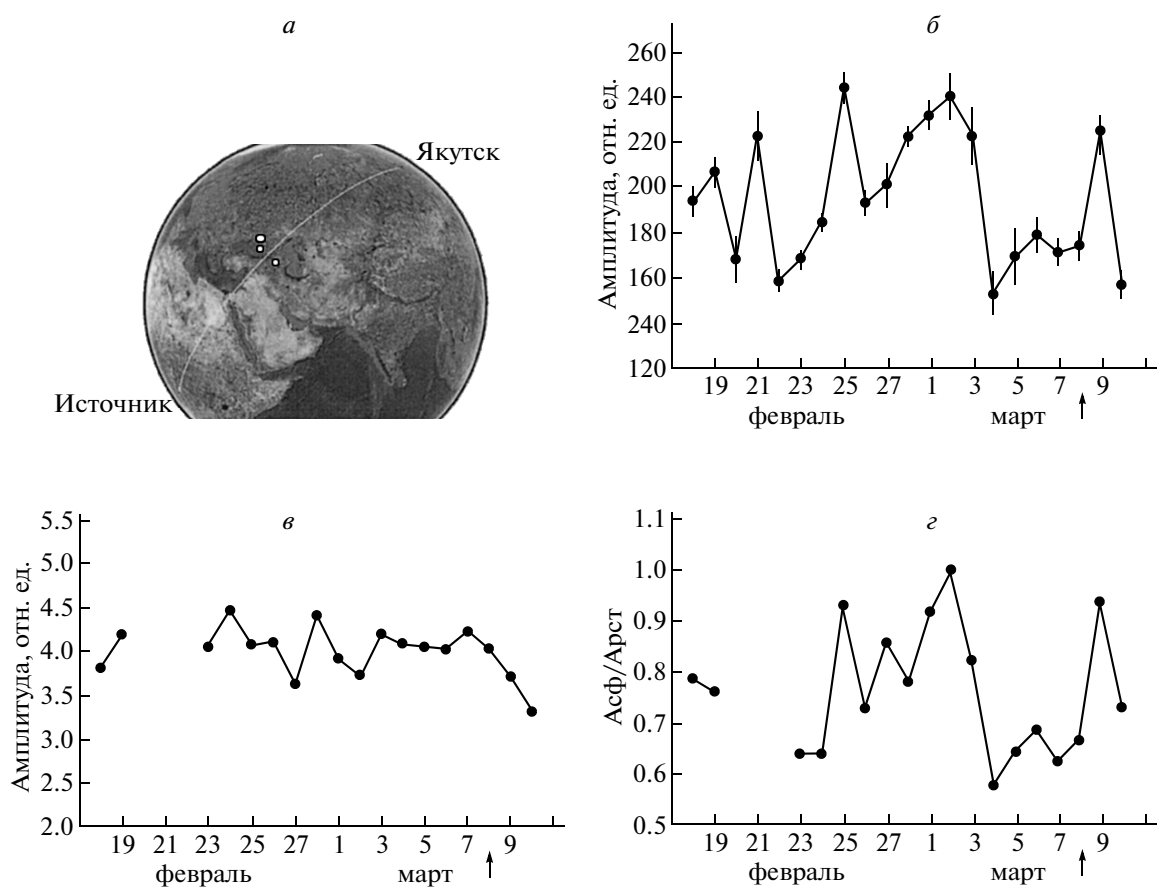 а
Якутск
Источник
б
Амплитуда, отн. ед.
260
240
220
200
180
160
240
120
19 21 23 25 27 1 3 5 7 9
февраль март
в
Амплитуда, отн. ед.
5.5
5.0
4.5
4.0
3.5
3.0
2.5
2.0
19 21 23 25 27 1 3 5 7 9
февраль март
г
Асф/Арст
1.1
1.0
0.9
0.8
0.7
0.6
0.5
19 21 23 25 27 1 3 5 7 9
февраль март